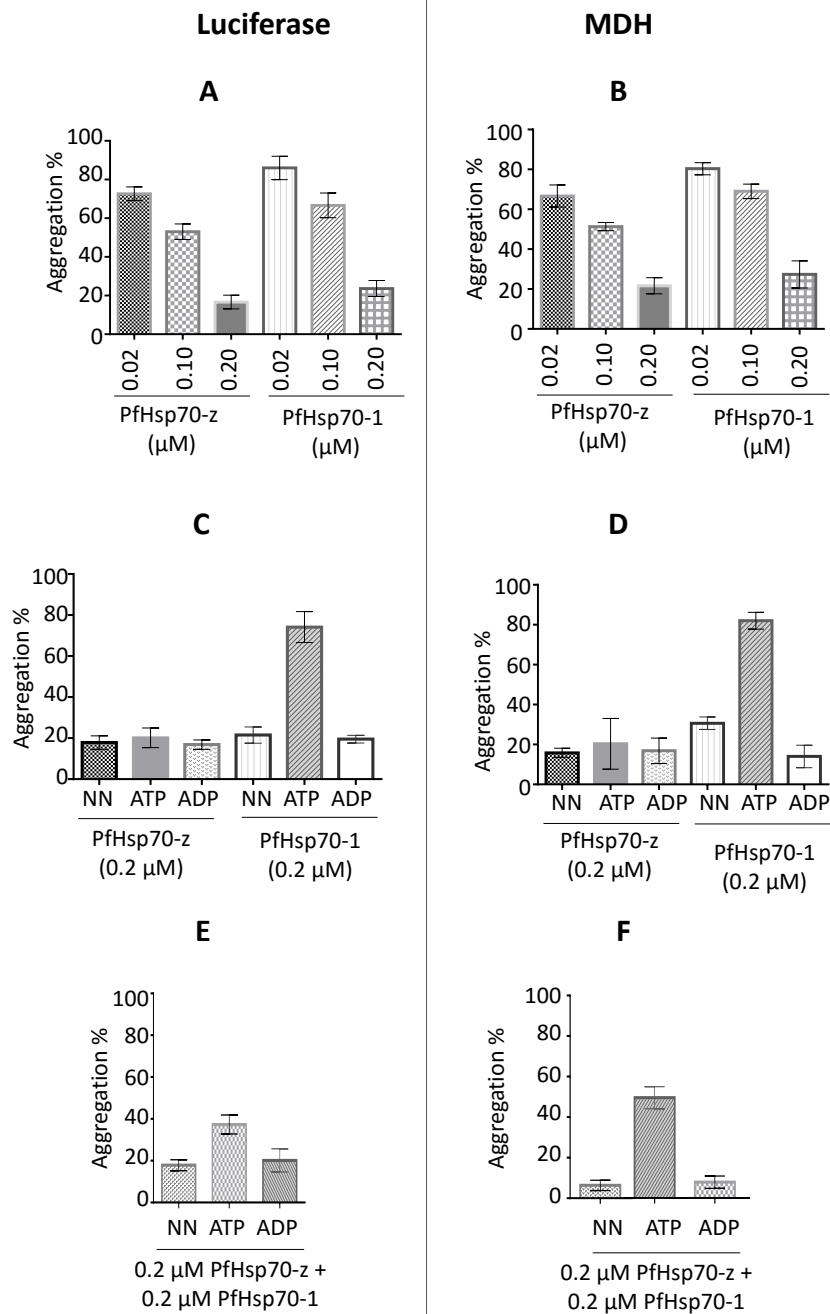 Luciferase
MDH
A
Aggregation %
100
80
60
40
20
0
0.02
0.10
0.20
0.02
0.10
0.20
PfHsp70-z
(µM)
PfHsp70-1
(µM)
B
Aggregation %
100
80
60
40
20
0
0.02
0.10
0.20
0.02
0.10
0.20
PfHsp70-z
(µM)
PfHsp70-1
(µM)
C
Aggregation %
100
80
60
40
20
0
NN ATP ADP NN ATP ADP
PfHsp70-z
(0.2 µM)
PfHsp70-1
(0.2 µM)
D
Aggregation %
100
80
60
40
20
0
NN ATP ADP NN ATP ADP
PfHsp70-z
(0.2 µM)
PfHsp70-1
(0.2 µM)
E
Aggregation %
100
80
60
40
20
0
NN ATP ADP
0.2 µM PfHsp70-z +
0.2 µM PfHsp70-1
F
Aggregation %
100
80
60
40
20
0
NN ATP ADP
0.2 µM PfHsp70-z +
0.2 µM PfHsp70-1